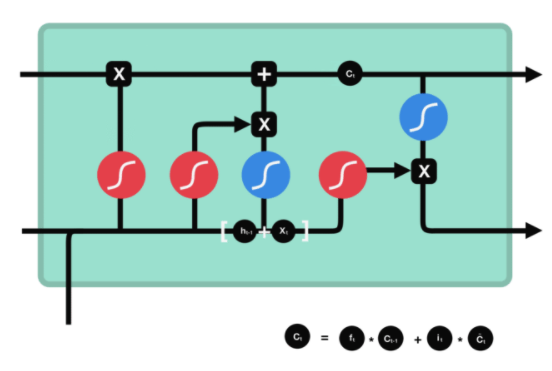 X + Cₜ
X
X
[ hₜ₋₁ + Xₜ ]
Cₜ = fₜ * Cₜ₋₁ + iₜ * C̃ₜ